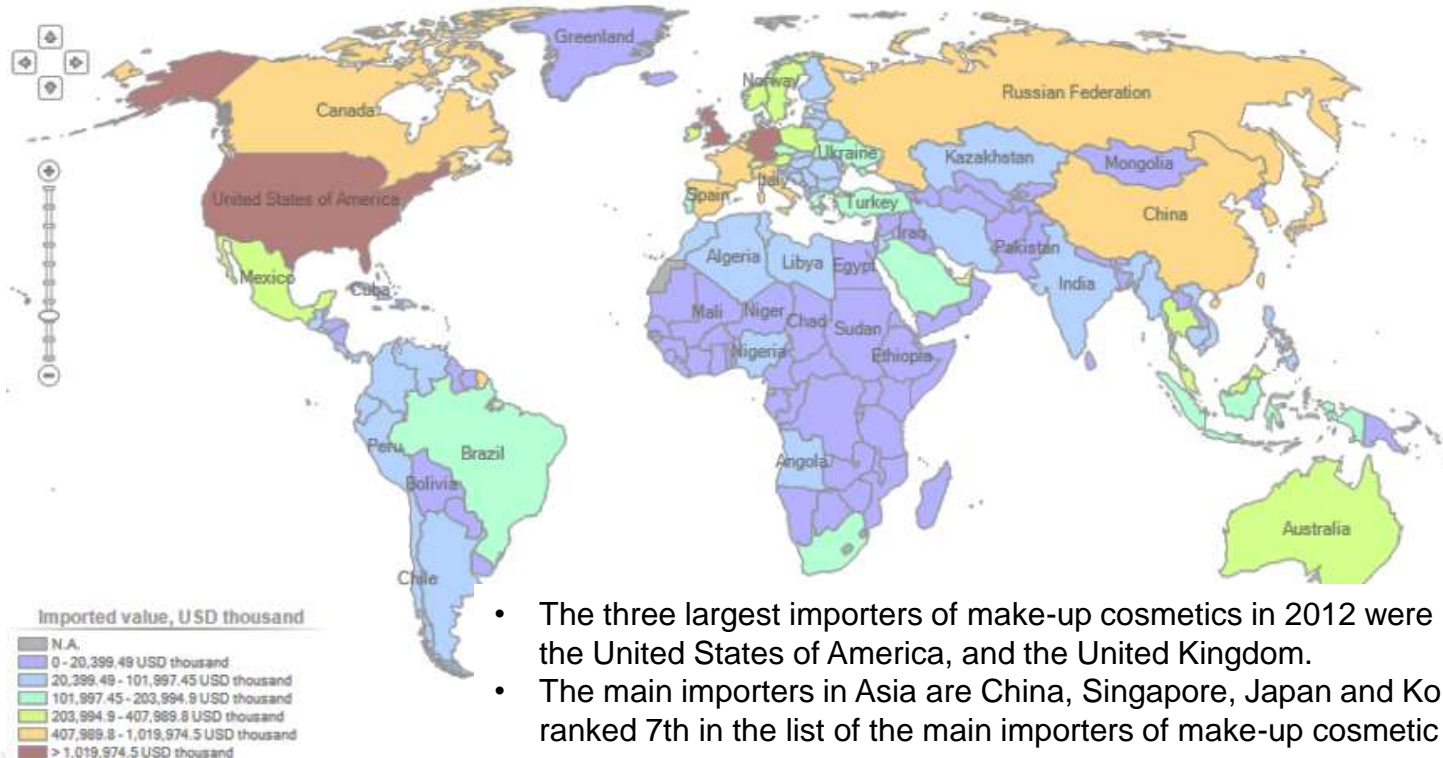 Greenland
Norway
Canada
Russian Federation
Ukraine
Kazakhstan
Mongolia
United States of America
Spain
Italy
Turkey
China
Iraq
Pakistan
Mexico
Algeria
Libya
Egypt
India
Cuba
Mali
Niger
Chad
Sudan
Nigeria
Ethiopia
Peru
Brazil
Angola
Bolivia
Australia
Chile
Imported value, USD thousand
N.A.
0 - 20,399.49 USD thousand
20,399.49 - 101,997.45 USD thousand
101,997.45 - 203,994.9 USD thousand
203,994.9 - 407,989.8 USD thousand
407,989.8 - 1,019,974.5 USD thousand
> 1,019,974.5 USD thousand
• The three largest importers of make-up cosmetics in 2012 were
the United States of America, and the United Kingdom.
• The main importers in Asia are China, Singapore, Japan and Ko
ranked 7th in the list of the main importers of make-up cosmetic